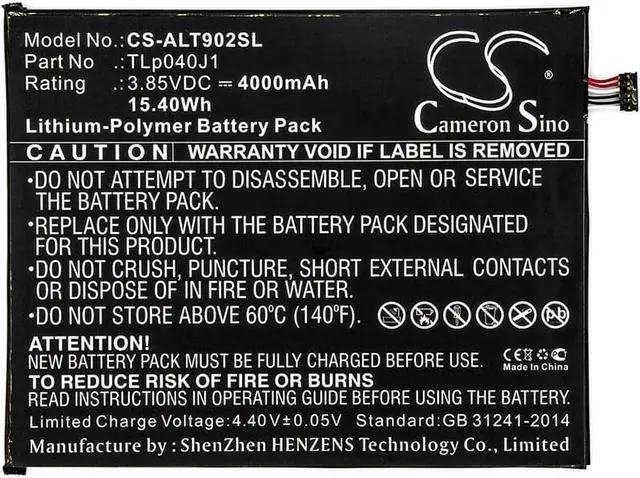 Model No.:CS-ALT902SL
Part No :TLp040J1
Rating :3.85VDC ⎓ 4000mAh
15.40Wh
Lithium-Polymer Battery Pack
CS
®
Cameron Sino
CAUTION WARRANTY VOID IF LABEL IS REMOVED
•DO NOT ATTEMPT TO DISASSEMBLE, OPEN OR SERVICE
THE BATTERY PACK.
•REPLACE ONLY WITH THE BATTERY PACK DESIGNATED
FOR THIS PRODUCT.
•DO NOT CRUSH, PUNCTURE, SHORT EXTERNAL CONTACTS
OR DISPOSE OF IN FIRE OR WATER.
•DO NOT STORE ABOVE 60°C (140°F).
ATTENTION!
NEW BATTERY PACK MUST BE FULLY CHARGED BEFORE USE.
TO REDUCE RISK OF FIRE OR BURNS
READ INSTRUCTIONS IN OPERATING GUIDE BEFORE USING THE BATTERY.
CE
Made In China
Limited Charge Voltage:4.40V±0.05V Standard:GB 31241-2014
Manufacture by : ShenZhen HENZENS Technology Co., Limited